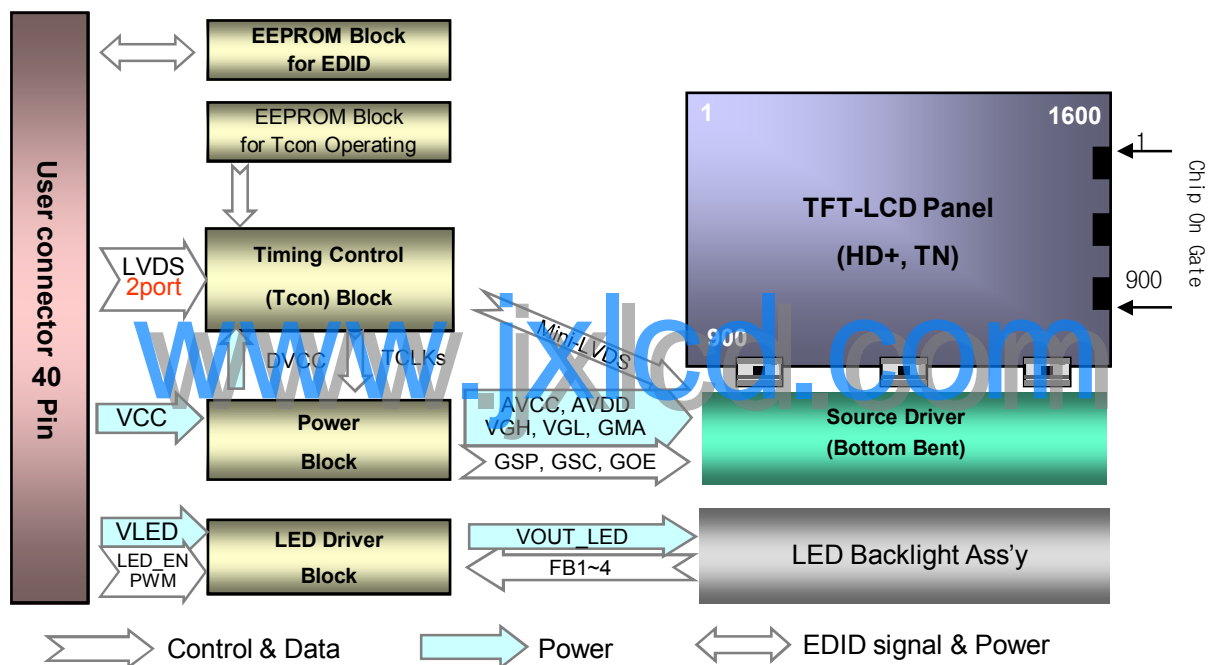 User connector 40 Pin
EEPROM Block
for EDID
EEPROM Block
for Tcon Operating
LVDS
2port
Timing Control
(Tcon) Block
DVCC
TCLKs
Mini-LVDS
VCC
Power
Block
AVCC, AVDD
VGH, VGL, GMA
GSP, GSC, GOE
VLED
LED_EN
PWM
LED Driver
Block
VOUT_LED
FB1~4
1
1600
TFT-LCD Panel
(HD+, TN)
900
1
900
Chip On Gate
Source Driver
(Bottom Bent)
LED Backlight Ass'y
www.jxlcd.com
Control & Data
Power
EDID signal & Power